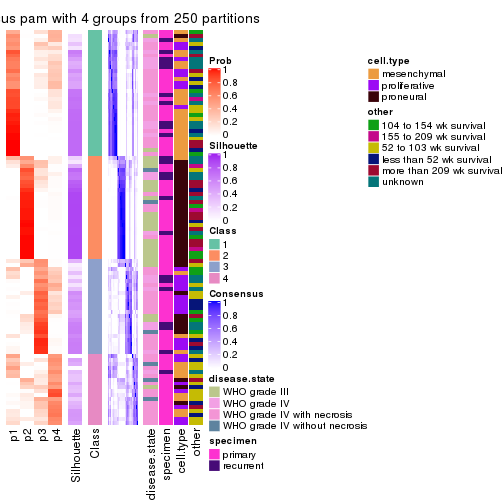 us pam with 4 groups from 250 partitions
Prob
1
0.8
0.6
0.4
0.2
0
Silhouette
1
0.8
0.6
0.4
0.2
0
Class
1
2
3
4
Consensus
1
0.8
0.6
0.4
0.2
0
disease.state
WHO grade III
WHO grade IV
WHO grade IV with necrosis
WHO grade IV without necrosis
specimen
primary
recurrent
cell.type
mesenchymal
proliferative
proneural
other
104 to 154 wk survival
155 to 209 wk survival
52 to 103 wk survival
less than 52 wk survival
more than 209 wk survival
unknown
p1
p2
p3
p4
Silhouette
Class
disease.state
specimen
cell.type
other